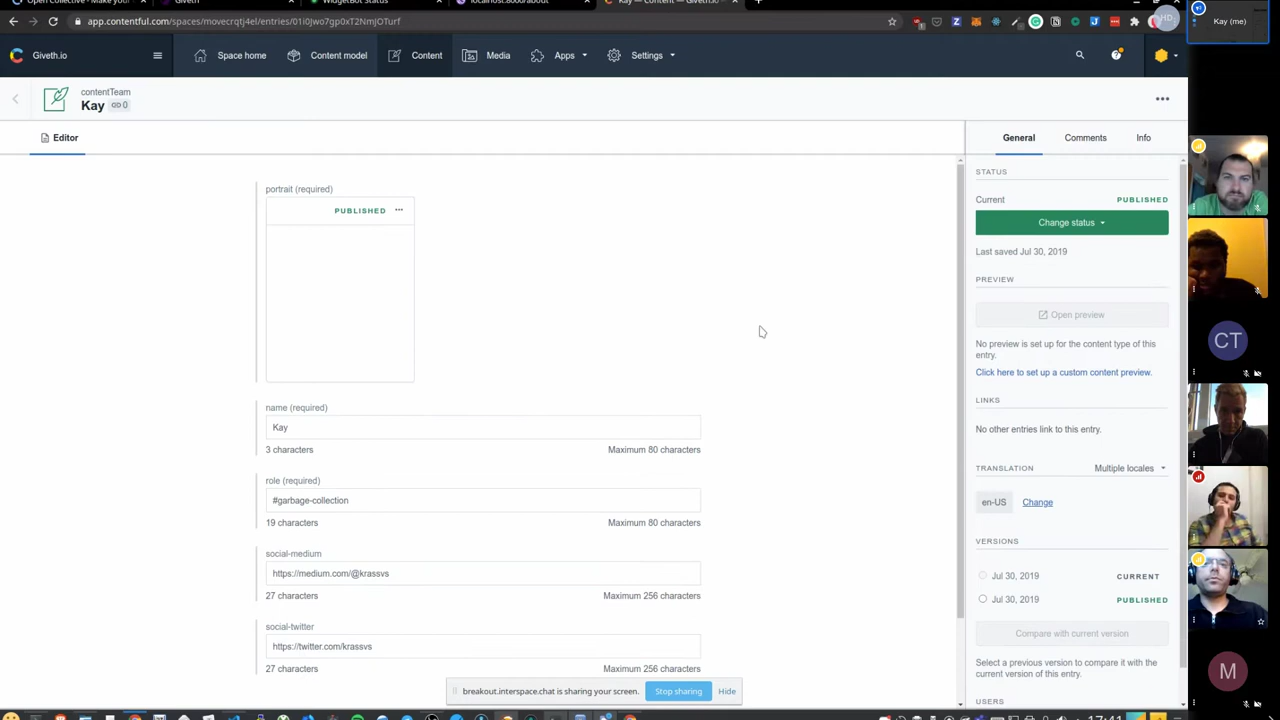 Open Collective - Make you
Giveth
WidgetBot Status
localhost:8000/about
Kay — Content — Giveth.io
app.contentful.com/spaces/movecrqtj4el/entries/01i0Jwo7gk0pxT2NmjOTurf
HD
Kay (me)
Giveth.io
Space home
Content model
Content
Media
Apps
Settings
contentTeam
Kay
0
Editor
General
Comments
Info
portrait (required)
PUBLISHED
STATUS
Current
PUBLISHED
Change status
Last saved Jul 30, 2019
PREVIEW
Open preview
No preview is set up for the content type of this
entry.
Click here to set up a custom content preview.
LINKS
No other entries link to this entry.
CT
name (required)
Kay
3 characters
Maximum 80 characters
TRANSLATION
Multiple locales
role (required)
#garbage-collection
19 characters
Maximum 80 characters
en-US
Change
VERSIONS
Jul 30, 2019
CURRENT
Jul 30, 2019
PUBLISHED
Compare with current version
Select a previous version to compare it with the
current version of this entry.
USERS
social-medium
https://medium.com/@krassvs
27 characters
Maximum 256 characters
social-twitter
https://twitter.com/krassvs
27 characters
Maximum 256 characters
breakout.interspace.chat is sharing your screen.
Stop sharing
Hide
M
17:41